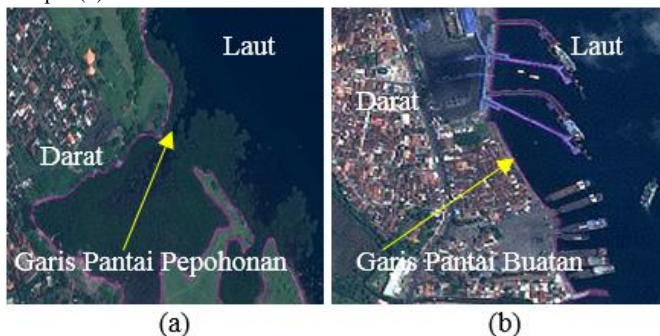 Laut
Darat
Garis Pantai Pepohonan
(a)
Laut
Darat
Garis Pantai Buatan
(b)